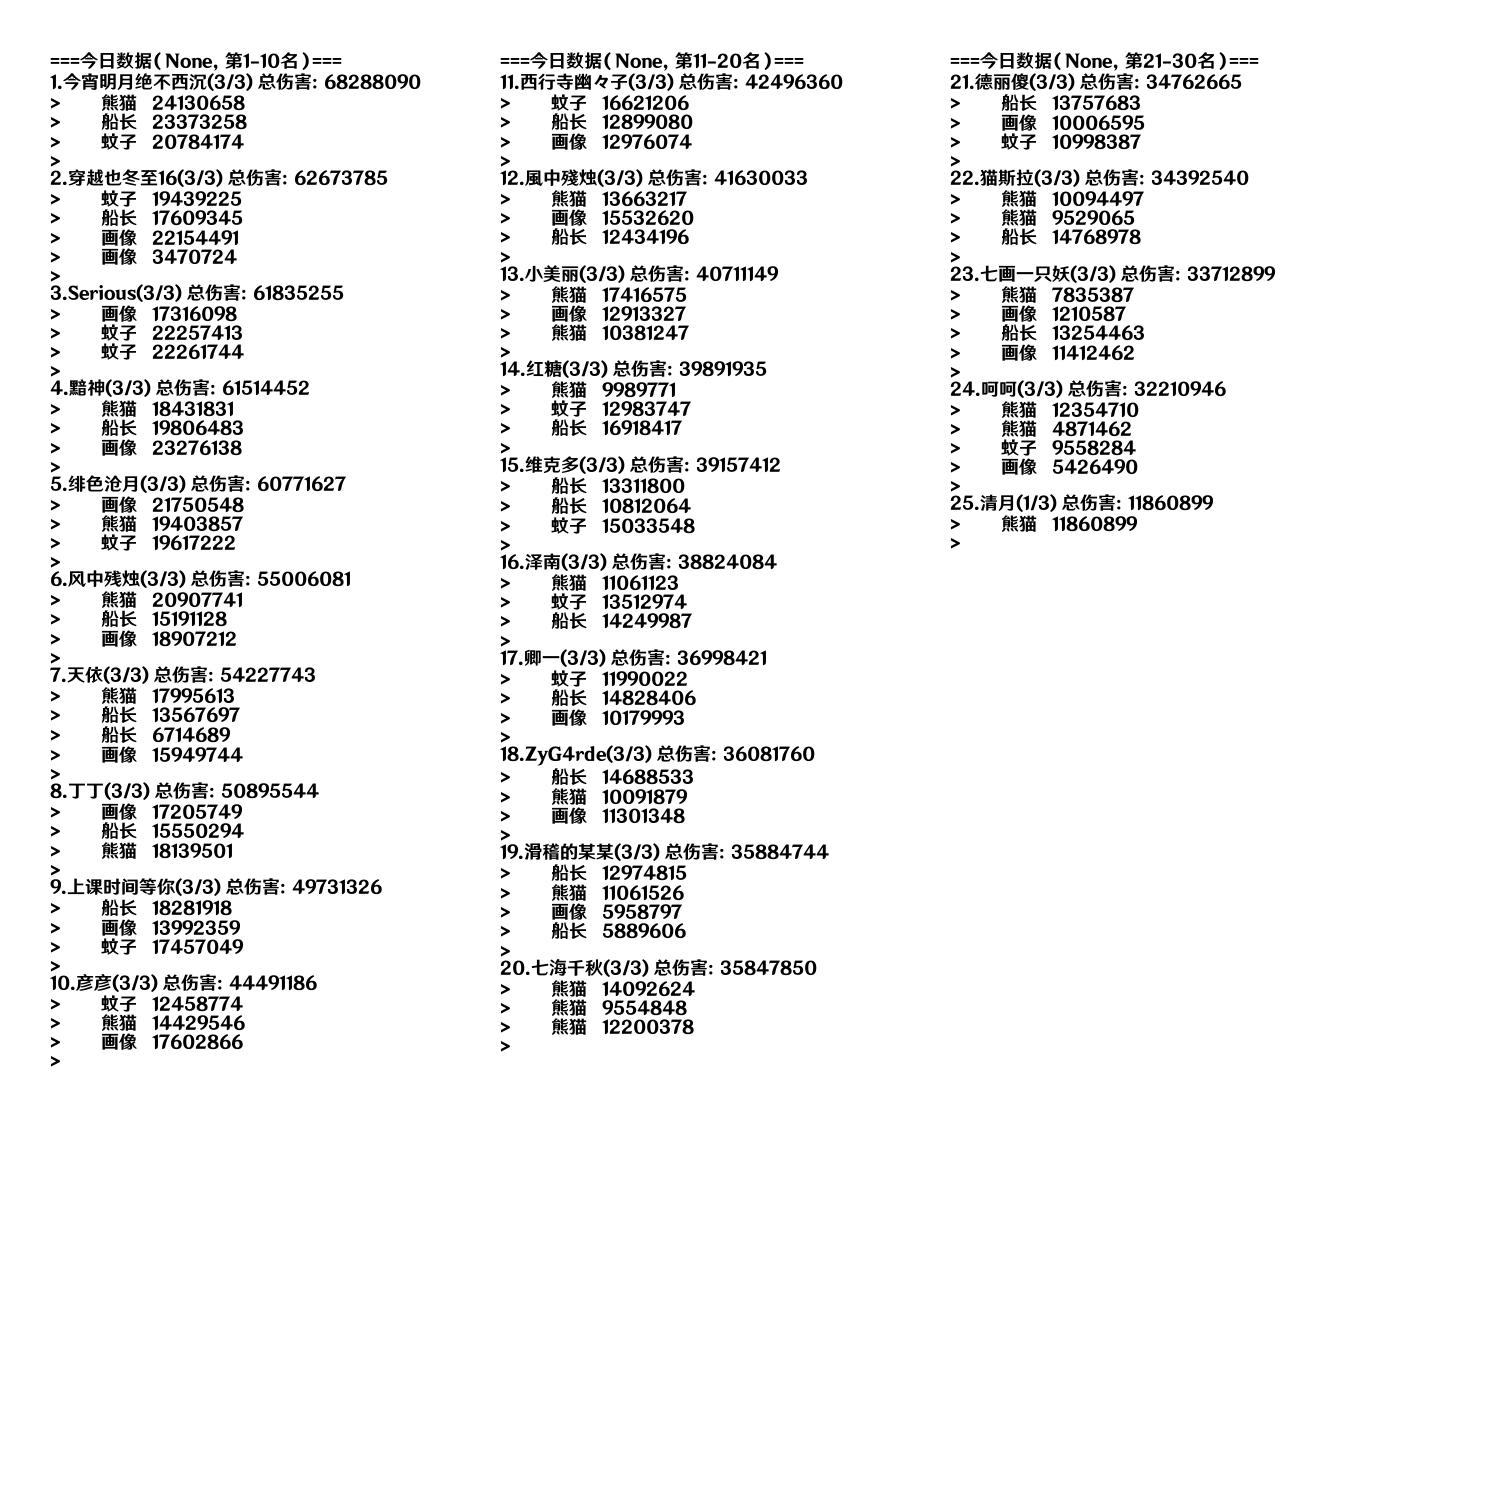 ===今日数据(None, 第1-10名)===
1.今宵明月绝不西沉(3/3) 总伤害: 68288090
> 熊猫 24130658
> 船长 23373258
> 蚊子 20784174
>
2.穿越也冬至16(3/3) 总伤害: 62673785
> 蚊子 19439225
> 船长 17609345
> 画像 22154491
> 画像 3470724
>
3.Serious(3/3) 总伤害: 61835255
> 画像 17316098
> 蚊子 22257413
> 蚊子 22261744
>
4.黯神(3/3) 总伤害: 61514452
> 熊猫 18431831
> 船长 19806483
> 画像 23276138
>
5.绯色沧月(3/3) 总伤害: 60771627
> 画像 21750548
> 熊猫 19403857
> 蚊子 19617222
>
6.风中残烛(3/3) 总伤害: 55006081
> 熊猫 20907741
> 船长 15191128
> 画像 18907212
>
7.天依(3/3) 总伤害: 54227743
> 熊猫 17995613
> 船长 13567697
> 船长 6714689
> 画像 15949744
>
8.丁丁(3/3) 总伤害: 50895544
> 画像 17205749
> 船长 15550294
> 熊猫 18139501
>
9.上课时间等你(3/3) 总伤害: 49731326
> 船长 18281918
> 画像 13992359
> 蚊子 17457049
>
10.彦彦(3/3) 总伤害: 44491186
> 蚊子 12458774
> 熊猫 14429546
> 画像 17602866
>
===今日数据(None, 第11-20名)===
11.西行寺幽々子(3/3) 总伤害: 42496360
> 蚊子 16621206
> 船长 12899080
> 画像 12976074
>
12.風中殘烛(3/3) 总伤害: 41630033
> 熊猫 13663217
> 画像 15532620
> 船长 12434196
>
13.小美丽(3/3) 总伤害: 40711149
> 熊猫 17416575
> 画像 12913327
> 熊猫 10381247
>
14.红糖(3/3) 总伤害: 39891935
> 熊猫 9989771
> 蚊子 12983747
> 船长 16918417
>
15.维克多(3/3) 总伤害: 39157412
> 船长 13311800
> 船长 10812064
> 蚊子 15033548
>
16.泽南(3/3) 总伤害: 38824084
> 熊猫 11061123
> 蚊子 13512974
> 船长 14249987
>
17.卿一(3/3) 总伤害: 36998421
> 蚊子 11990022
> 船长 14828406
> 画像 10179993
>
18.ZyG4rde(3/3) 总伤害: 36081760
> 船长 14688533
> 熊猫 10091879
> 画像 11301348
>
19.滑稽的某某(3/3) 总伤害: 35884744
> 船长 12974815
> 熊猫 11061526
> 画像 5958797
> 船长 5889606
>
20.七海千秋(3/3) 总伤害: 35847850
> 熊猫 14092624
> 熊猫 9554848
> 熊猫 12200378
>
===今日数据(None, 第21-30名)===
21.德丽傻(3/3) 总伤害: 34762665
> 船长 13757683
> 画像 10006595
> 蚊子 10998387
>
22.猫斯拉(3/3) 总伤害: 34392540
> 熊猫 10094497
> 熊猫 9529065
> 船长 14768978
>
23.七画一只妖(3/3) 总伤害: 33712899
> 熊猫 7835387
> 画像 1210587
> 船长 13254463
> 画像 11412462
>
24.呵呵(3/3) 总伤害: 32210946
> 熊猫 12354710
> 熊猫 4871462
> 蚊子 9558284
> 画像 5426490
>
25.清月(1/3) 总伤害: 11860899
> 熊猫 11860899
>